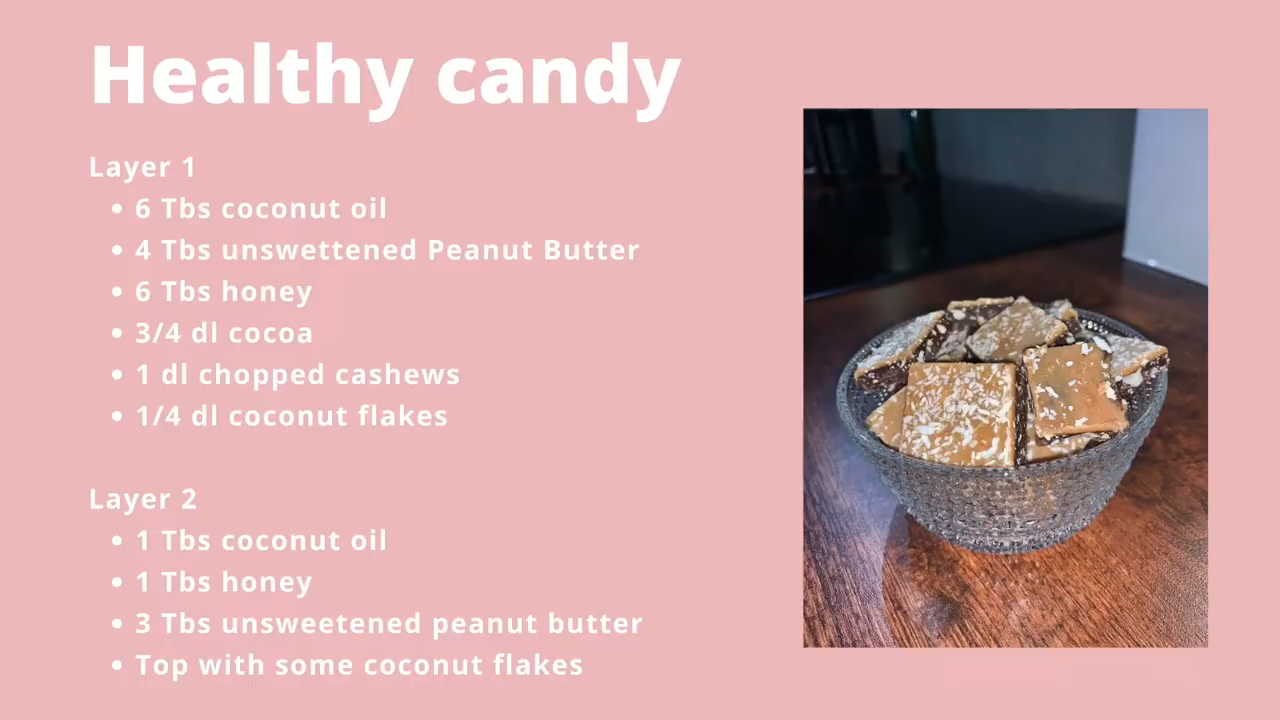 Healthy candy
Layer 1
• 6 Tbs coconut oil
• 4 Tbs unswettened Peanut Butter
• 6 Tbs honey
• 3/4 dl cocoa
• 1 dl chopped cashews
• 1/4 dl coconut flakes
Layer 2
• 1 Tbs coconut oil
• 1 Tbs honey
• 3 Tbs unsweetened peanut butter
• Top with some coconut flakes